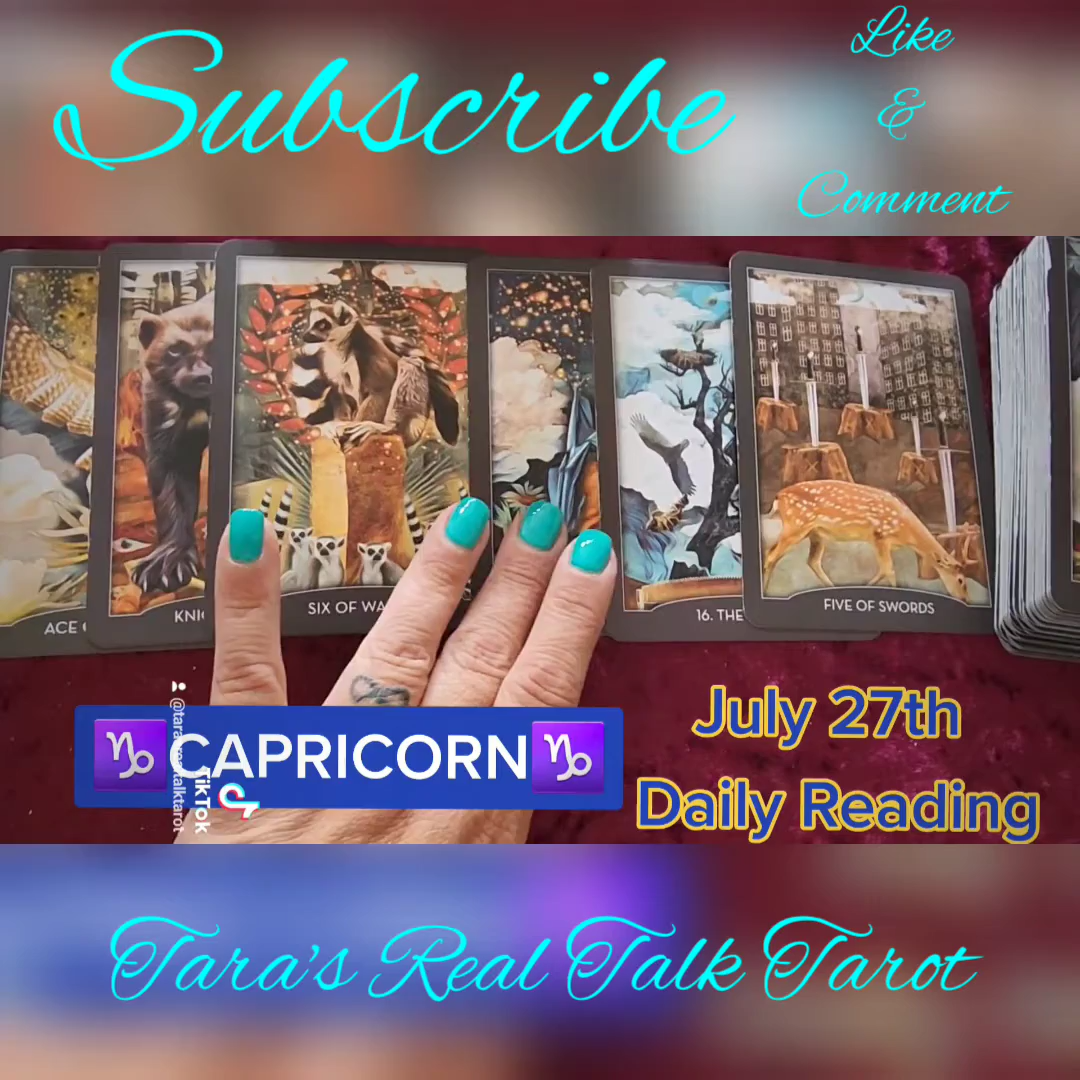 Subscribe
Like
&
Comment
ACE
SIX OF WA
16. THE
FIVE OF SWORDS
♑CAPRICORN♑
July 27th
Daily Reading
TikTok
Tara's Real Talk Tarot